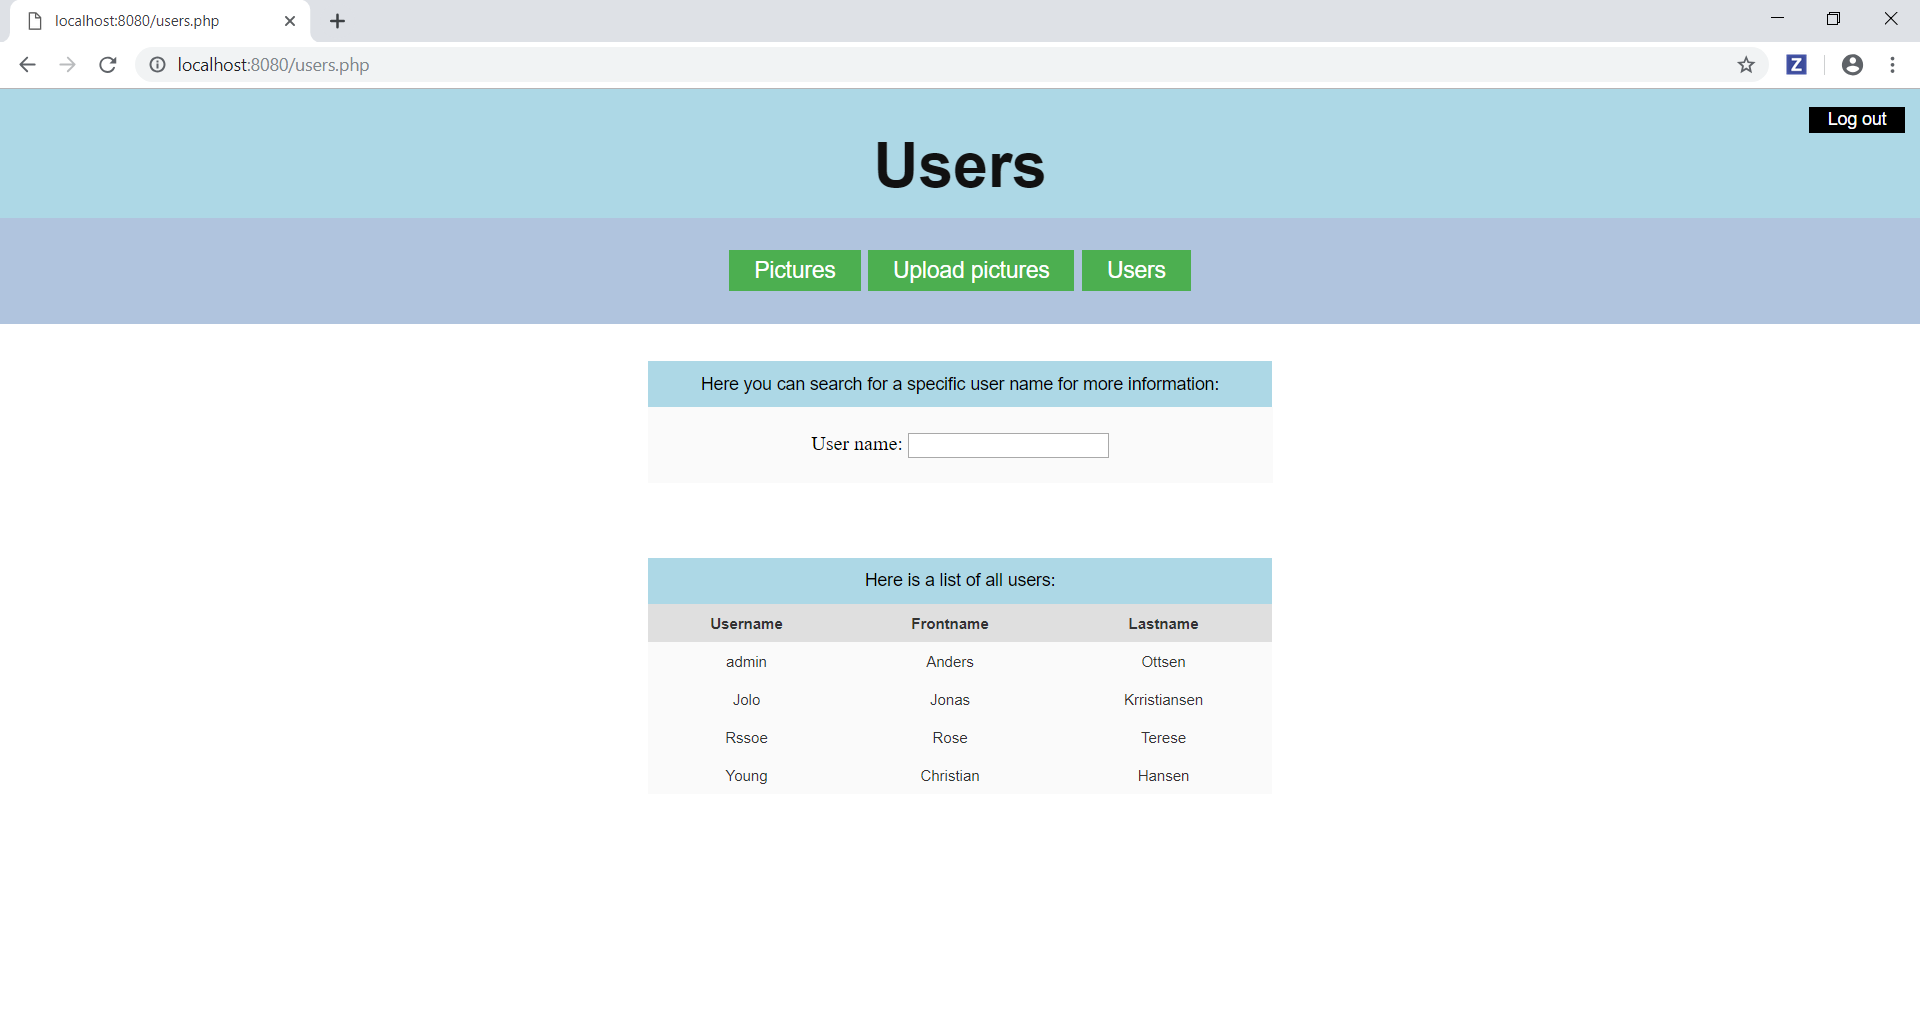 localhost:8080/users.php
localhost:8080/users.php
Z
Log out
Users
Pictures Upload pictures Users
Here you can search for a specific user name for more information:
User name:
Here is a list of all users:
Username Frontname Lastname
admin Anders Ottsen
Jolo Jonas Krristiansen
Rssoe Rose Terese
Young Christian Hansen